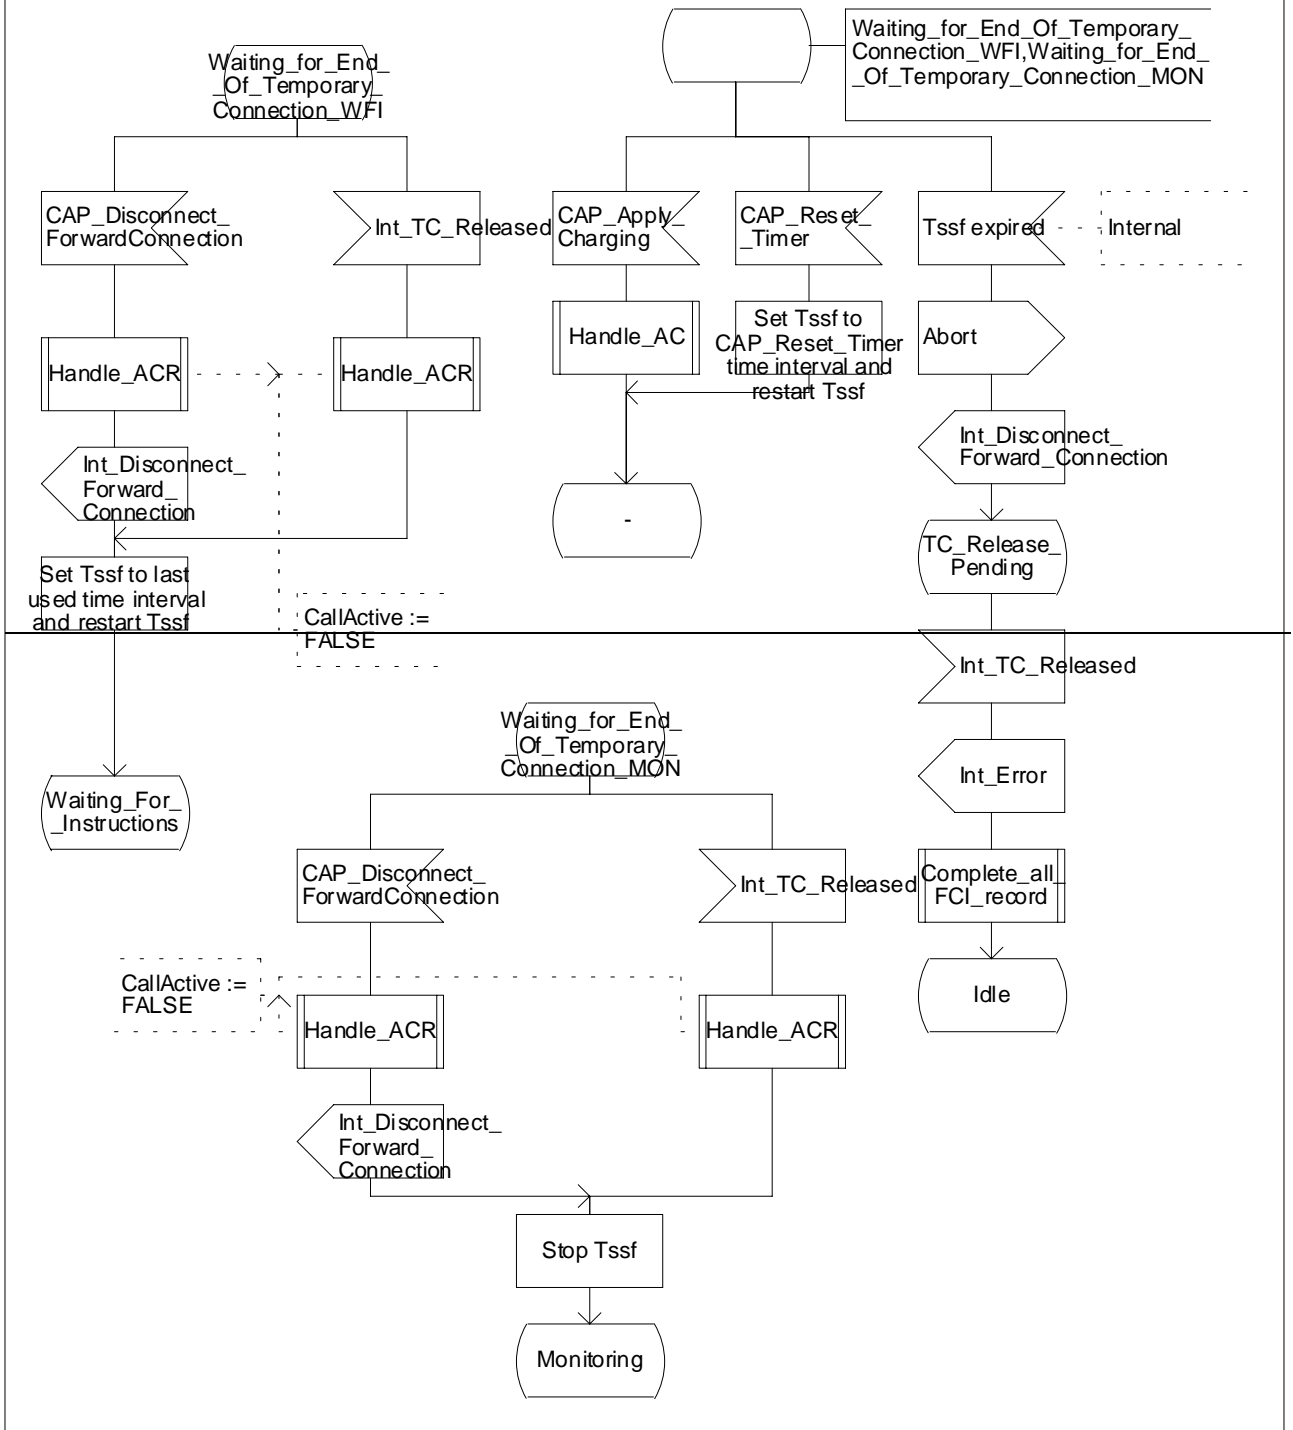 Waiting_for_End_
_Of_Temporary_
Connection_WFI
Waiting_for_End_Of_Temporary_
Connection_WFI,Waiting_for_End_
_Of_Temporary_Connection_MON
CAP_Disconnect_
ForwardConnection
Int_TC_Released
CAP_Apply_
Charging
CAP_Reset_
_Timer
Tssf expired
Internal
Handle_ACR
Handle_ACR
Handle_AC
Set Tssf to
CAP_Reset_Timer
time interval and
restart Tssf
Abort
Int_Disconnect_
Forward_
Connection
Int_Disconnect_
Forward_Connection
-
TC_Release_
Pending
Set Tssf to last
used time interval
and restart Tssf
CallActive :=
FALSE
Int_TC_Released
Waiting_for_End_
_Of_Temporary_
Connection_MON
Int_Error
Waiting_For_
_Instructions
CAP_Disconnect_
ForwardConnection
Int_TC_Released
Complete_all_
FCI_record
CallActive :=
FALSE
Handle_ACR
Handle_ACR
Idle
Int_Disconnect_
Forward_
Connection
Stop Tssf
Monitoring